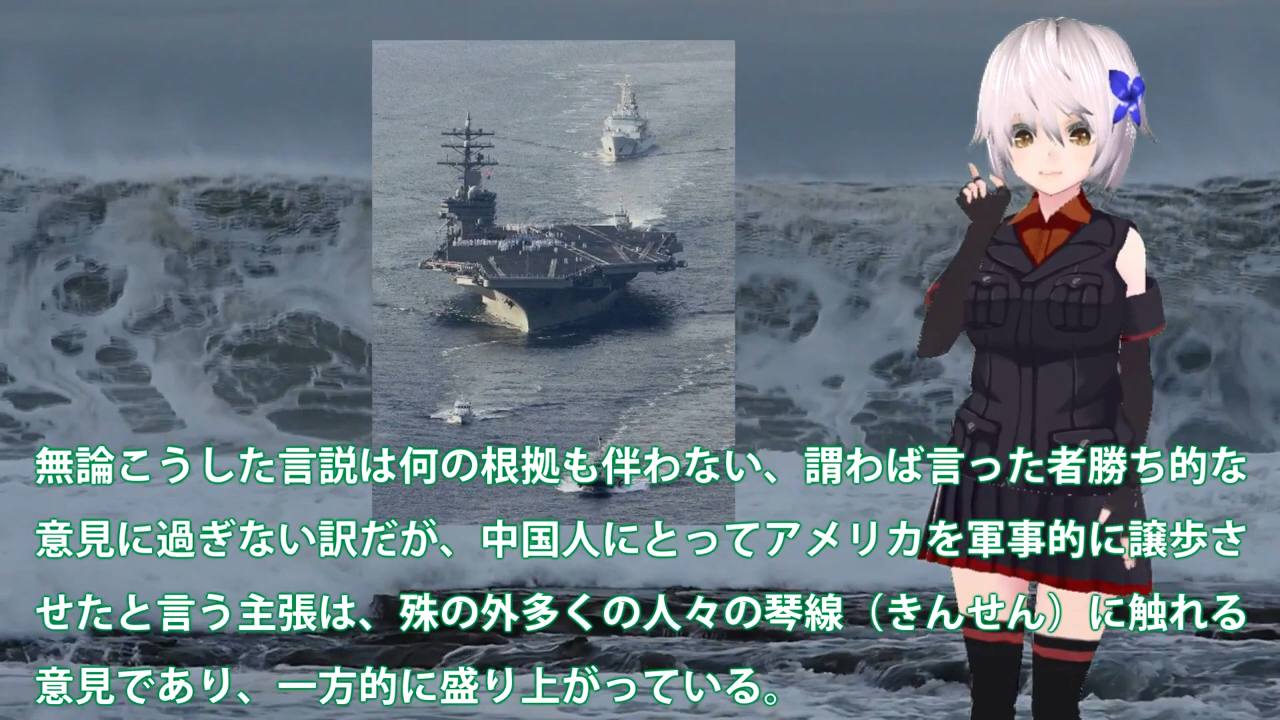 無論こうした言説は何の根拠も伴わない、謂わば言った者勝ち的な
意見に過ぎない訳だが、中国人にとってアメリカを軍事的に譲歩さ
せたと言う主張は、殊の外多くの人々の琴線（きんせん）に触れる
意見であり、一方的に盛り上がっている。